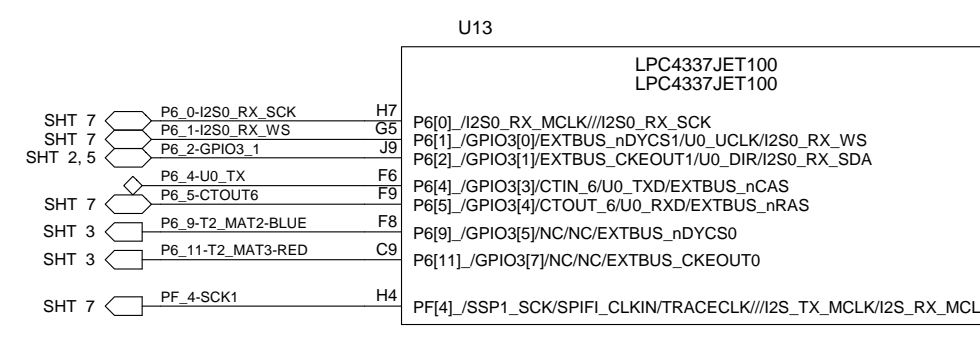 U13
LPC4337JET100
LPC4337JET100
SHT 7 P6_0-I2S0_RX_SCK H7 P6[0]_/I2S0_RX_MCLK///I2S0_RX_SCK
SHT 7 P6_1-I2S0_RX_WS G5 P6[1]_/GPIO3[0]/EXTBUS_nDYCS1/U0_UCLK/I2S0_RX_WS
SHT 2, 5 P6_2-GPIO3_1 J9 P6[2]_/GPIO3[1]/EXTBUS_CKEOUT1/U0_DIR/I2S0_RX_SDA
P6_4-U0_TX F6 P6[4]_/GPIO3[3]/CTIN_6/U0_TXD/EXTBUS_nCAS
SHT 7 P6_5-CTOUT6 F9 P6[5]_/GPIO3[4]/CTOUT_6/U0_RXD/EXTBUS_nRAS
SHT 3 P6_9-T2_MAT2-BLUE F8 P6[9]_/GPIO3[5]/NC/NC/EXTBUS_nDYCS0
SHT 3 P6_11-T2_MAT3-RED C9 P6[11]_/GPIO3[7]/NC/NC/EXTBUS_CKEOUT0
SHT 7 PF_4-SCK1 H4 PF[4]_/SSP1_SCK/SPIFI_CLKIN/TRACECLK///I2S_TX_MCLK/I2S_RX_MCL